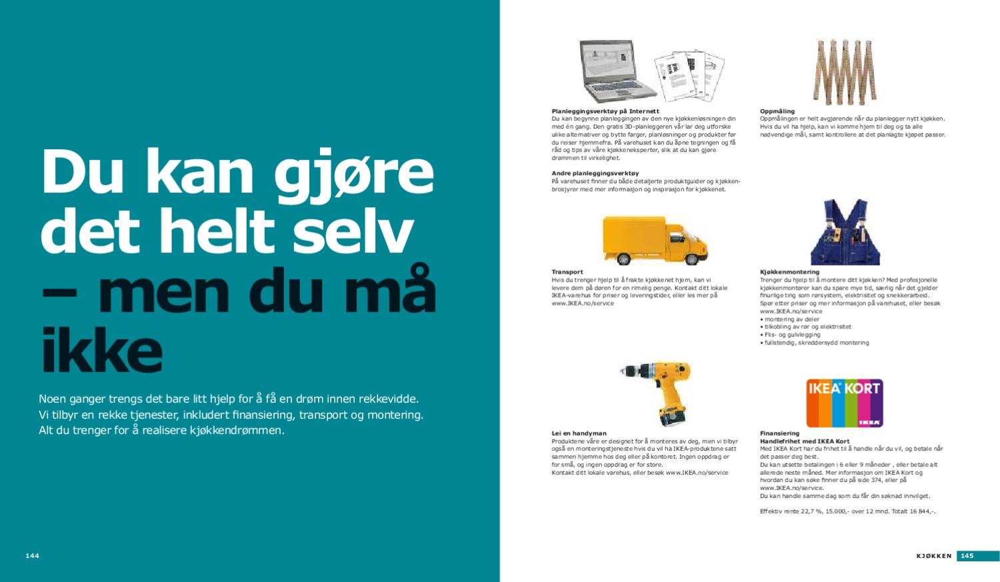 Du kan gjøre
det helt selv
– men du må
ikke
Noen ganger trengs det bare litt hjelp for å få en drøm innen rekkevidde.
Vi tilbyr en rekke tjenester, inkludert finansiering, transport og montering.
Alt du trenger for å realisere kjøkkendrømmen.
144
Planleggingsverktøy på Internett
Du kan begynne planleggingen av den nye kjøkkenløsningen din
med én gang. Den gratis 3D-planleggeren vår lar deg utforske
ulike alternativer og bytte farger, planløsninger og produkter før
du reiser hjemmefra. På varehuset kan du åpne tegningen og få
råd og tips av våre kjøkkeneksperter, slik at du kan gjøre
drømmen til virkelighet.
Andre planleggingsverktøy
På varehuset finner du både detaljerte produktguider og kjøkken-
brosjyrer med mer informasjon og inspirasjon for kjøkkenet.
Oppmåling
Oppmålingen er helt avgjørende når du planlegger nytt kjøkken.
Hvis du vil ha hjelp, kan vi komme hjem til deg og ta alle
nødvendige mål, samt kontrollere at det planlagte kjøpet passer.
Transport
Hvis du trenger hjelp til å frakte kjøkkenet hjem, kan vi
levere dem på døren for en rimelig penge. Kontakt ditt lokale
IKEA-varehus for priser og leveringstider, eller les mer på
www.IKEA.no/service
Kjøkkenmontering
Trenger du hjelp til å montere ditt kjøkken? Med profesjonelle
kjøkkenmontører kan du spare mye tid, særlig når det gjelder
finurlige ting som rørsystem, elektrisitet og snekkerarbeid.
Spør etter priser og mer informasjon på varehuset, eller besøk
www.IKEA.no/service
• montering av deler
• tilkobling av rør og elektrisitet
• Flis- og gulvlegging
• fullstendig, skreddersydd montering
Lei en handyman
Produktene våre er designet for å monteres av deg, men vi tilbyr
også en monteringstjeneste hvis du vil ha IKEA-produktene satt
sammen hjemme hos deg eller på kontoret. Ingen oppdrag er
for små, og ingen oppdrag er for store.
Kontakt ditt lokale varehus, eller besøk www.IKEA.no/service
IKEA® KORT
IKEA®
Finansiering
Handlefrihet med IKEA Kort
Med IKEA Kort har du frihet til å handle når du vil, og betale når
det passer deg best.
Du kan utsette betalingen i 6 eller 9 måneder , eller betale alt
allerede neste måned. Mer informasjon om IKEA Kort og
hvordan du kan søke finner du på side 374, eller på
www.IKEA.no/service.
Du kan handle samme dag som du får din søknad innvilget.
Effektiv rente 22,7 %, 15.000,- over 12 mnd. Totalt 16 844,-.
KJØKKEN 145